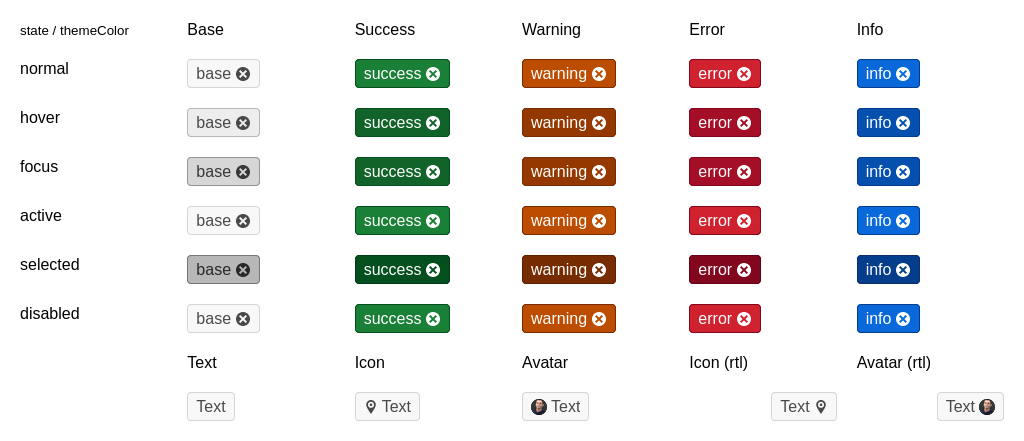 state / themeColor Base Success Warning Error Info
normal base success warning error info
hover base success warning error info
focus base success warning error info
active base success warning error info
selected base success warning error info
disabled base success warning error info
Text Icon Avatar Icon (rtl) Avatar (rtl)
Text Text Text Text Text